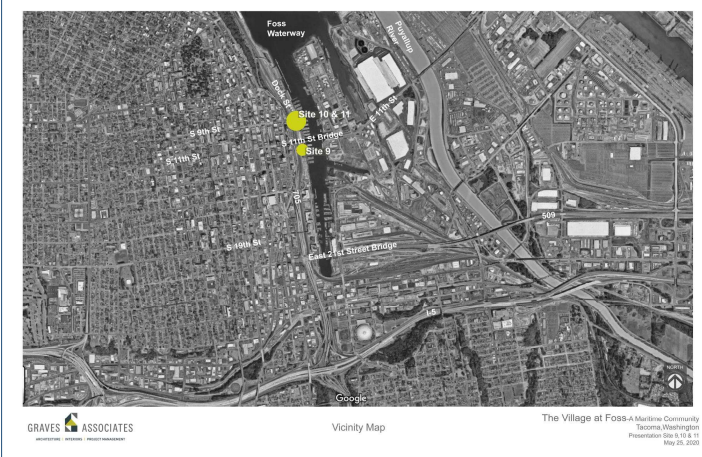 Foss
Waterway
Puyallup
River
Dock St
E 11th St
Site 10 & 11
S 9th St
S 11th St Bridge
S 11th St
Site 9
705
509
S 19th St
East 21st Street Bridge
I-5
Google
NORTH
GRAVES ASSOCIATES
ARCHITECTURE | INTERIORS | PROJECT MANAGEMENT
Vicinity Map
The Village at Foss-A Maritime Community
Tacoma,Washington
Presentation Site 9,10 & 11
May 25, 2020